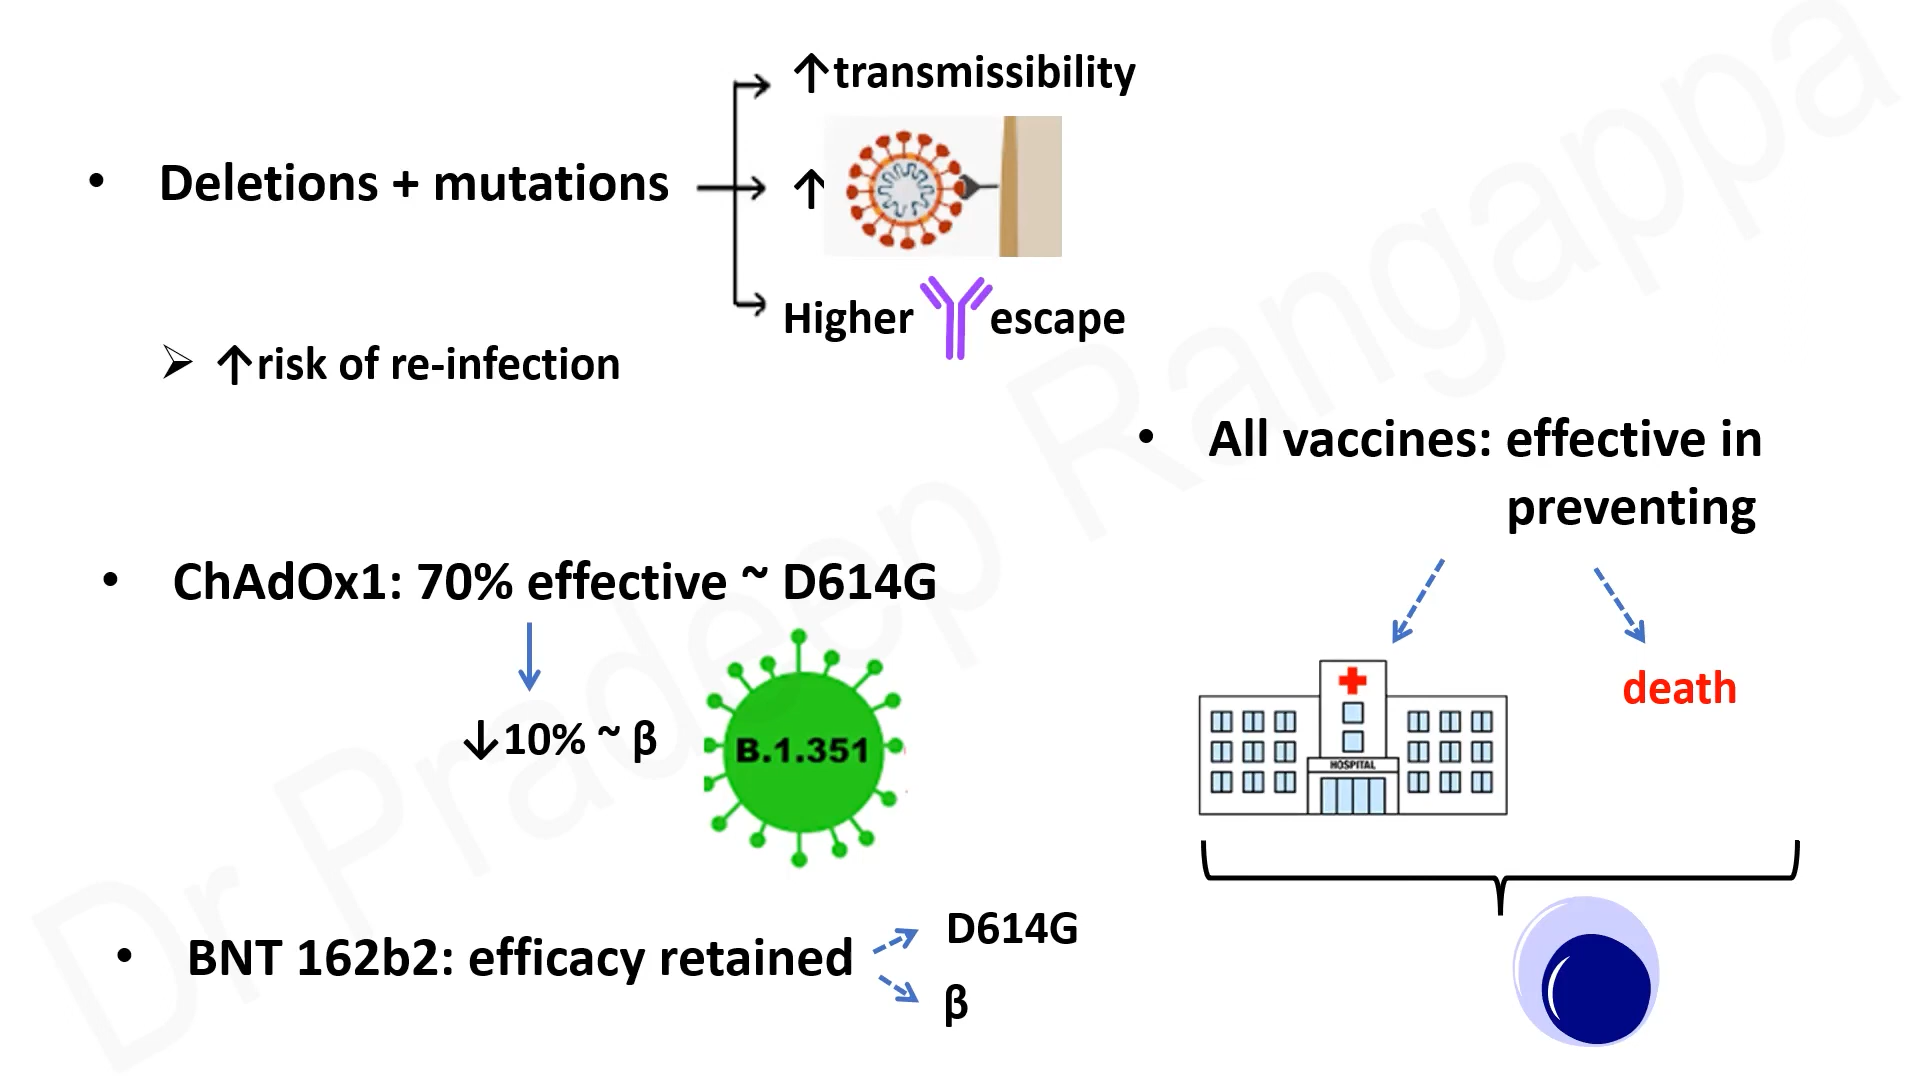 ↑transmissibility
• Deletions + mutations
↑
Higher escape
➢ ↑risk of re-infection
• All vaccines: effective in
preventing
• ChAdOx1: 70% effective ~ D614G
↓10% ~ β
B.1.351
death
HOSPITAL
• BNT 162b2: efficacy retained
D614G
β
Dr Pradeep Rangappa